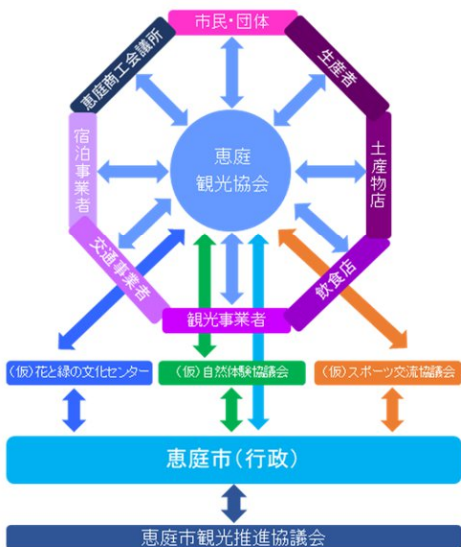 市民・団体
恵庭商工会議所
生産者
宿泊事業者
恵庭
観光協会
土産物店
交通事業者
飲食店
観光事業者
(仮)花と緑の文化センター
(仮)自然体験協議会
(仮)スポーツ交流協議会
恵庭市(行政)
恵庭市観光推進協議会